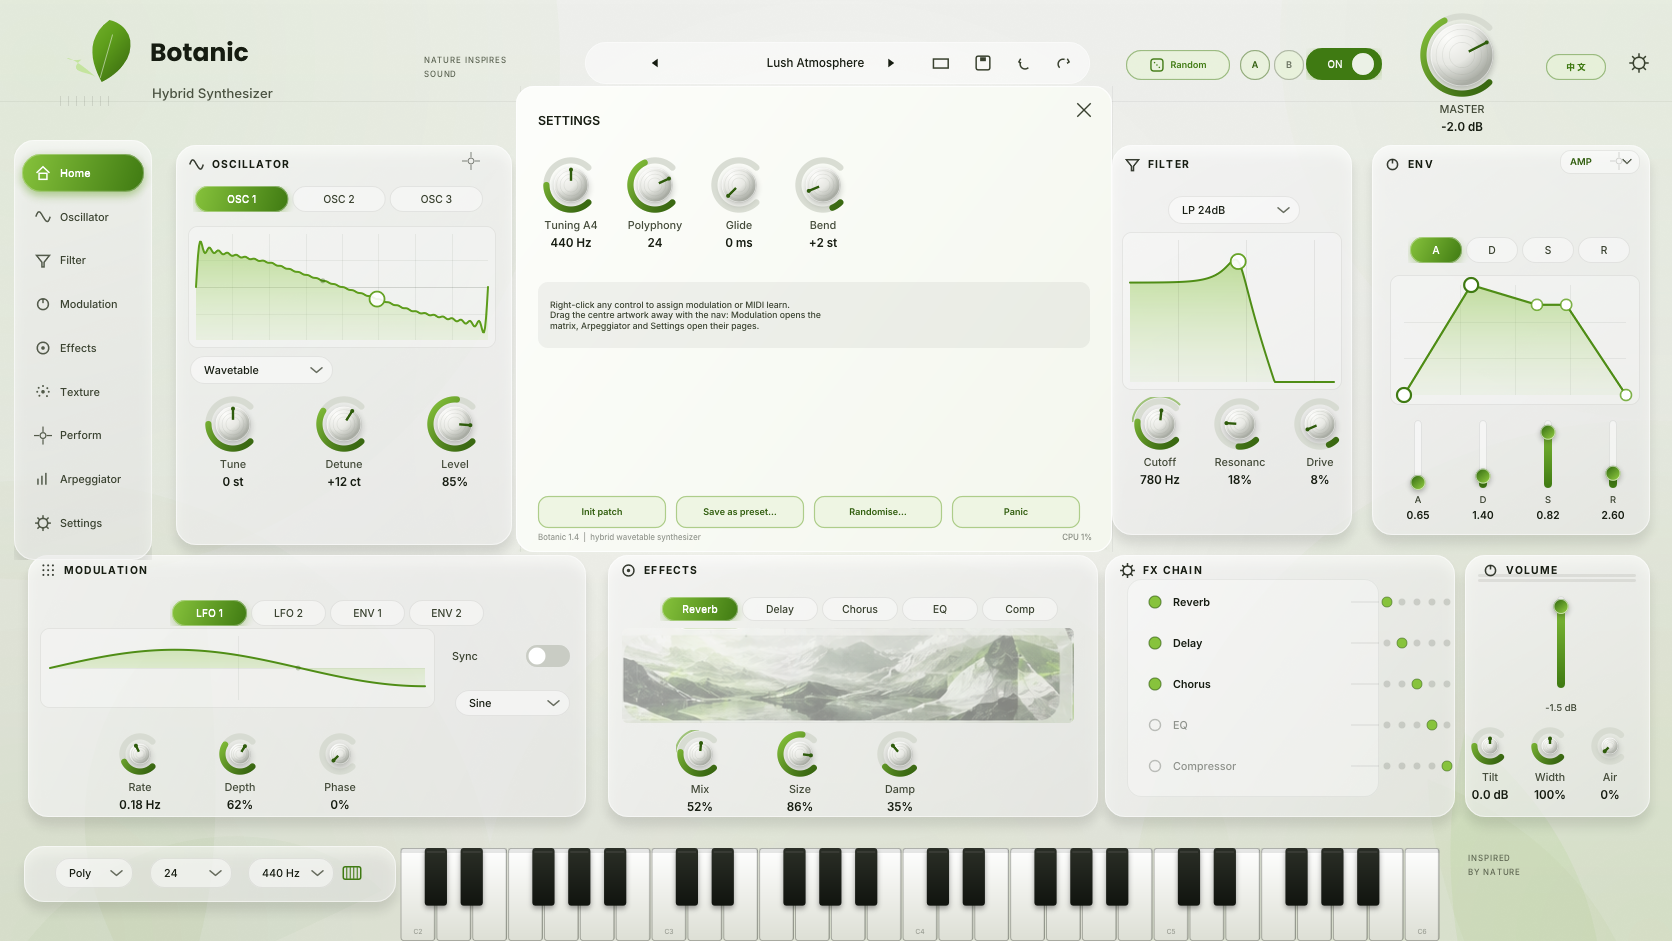 Botanic
Hybrid Synthesizer
NATURE INSPIRES
SOUND
Lush Atmosphere
Random
A
B
ON
MASTER
-2.0 dB
中文
Home
Oscillator
Filter
Modulation
Effects
Texture
Perform
Arpeggiator
Settings
OSCILLATOR
OSC 1
OSC 2
OSC 3
Wavetable
Tune
Detune
Level
0 st
+12 ct
85%
SETTINGS
Tuning A4
Polyphony
Glide
Bend
440 Hz
24
0 ms
+2 st
Right-click any control to assign modulation or MIDI learn.
Drag the centre artwork away with the nav: Modulation opens the
matrix, Arpeggiator and Settings open their pages.
Init patch
Save as preset...
Randomise...
Panic
Botanic 1.4 | hybrid wavetable synthesizer
CPU 1%
FILTER
LP 24dB
Cutoff
Resonanc
Drive
780 Hz
18%
8%
ENV
AMP
A
D
S
R
A
D
S
R
0.65
1.40
0.82
2.60
MODULATION
LFO 1
LFO 2
ENV 1
ENV 2
Sync
Sine
Rate
Depth
Phase
0.18 Hz
62%
0%
EFFECTS
Reverb
Delay
Chorus
EQ
Comp
Mix
Size
Damp
52%
86%
35%
FX CHAIN
Reverb
Delay
Chorus
EQ
Compressor
VOLUME
-1.5 dB
Tilt
Width
Air
0.0 dB
100%
0%
Poly
24
440 Hz
C2
C3
C4
C5
C6
INSPIRED
BY NATURE